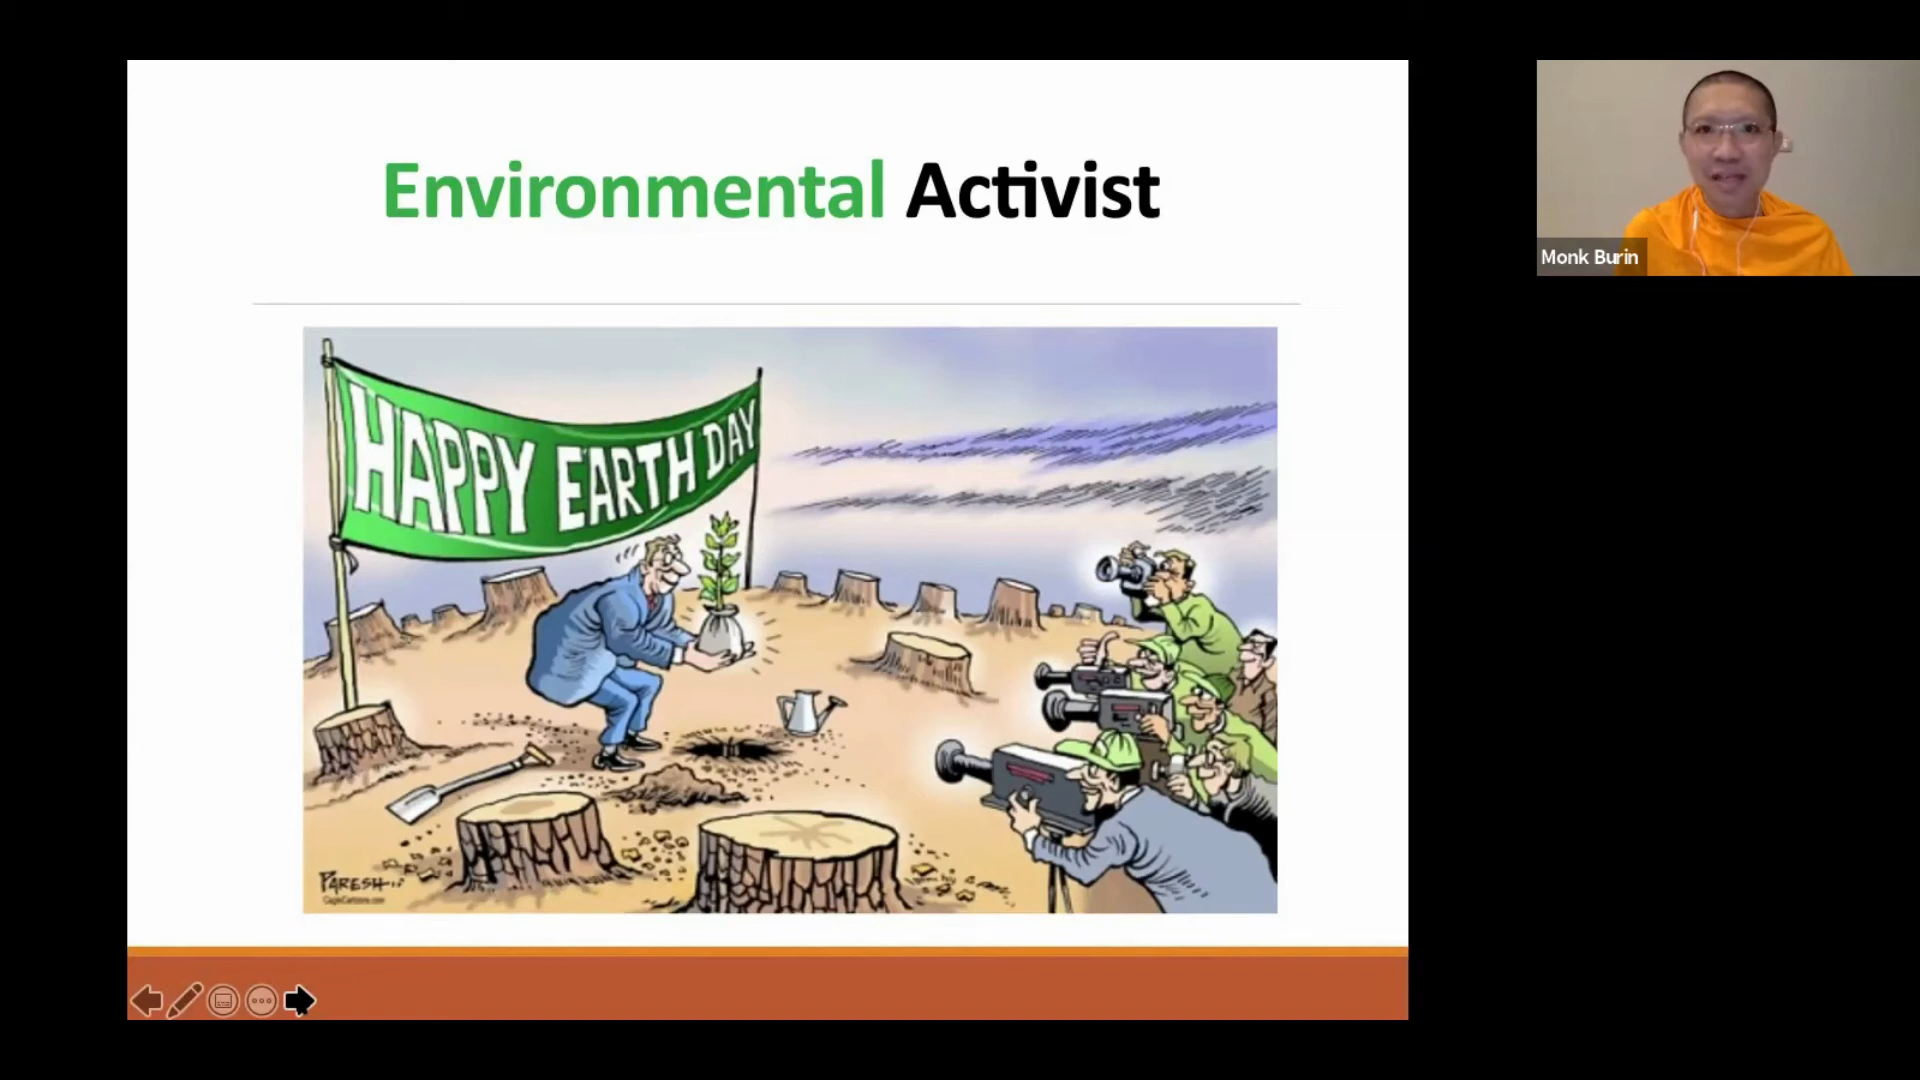 Environmental Activist
HAPPY EARTH DAY
PARESH
CagleCartoons.com
Monk Burin